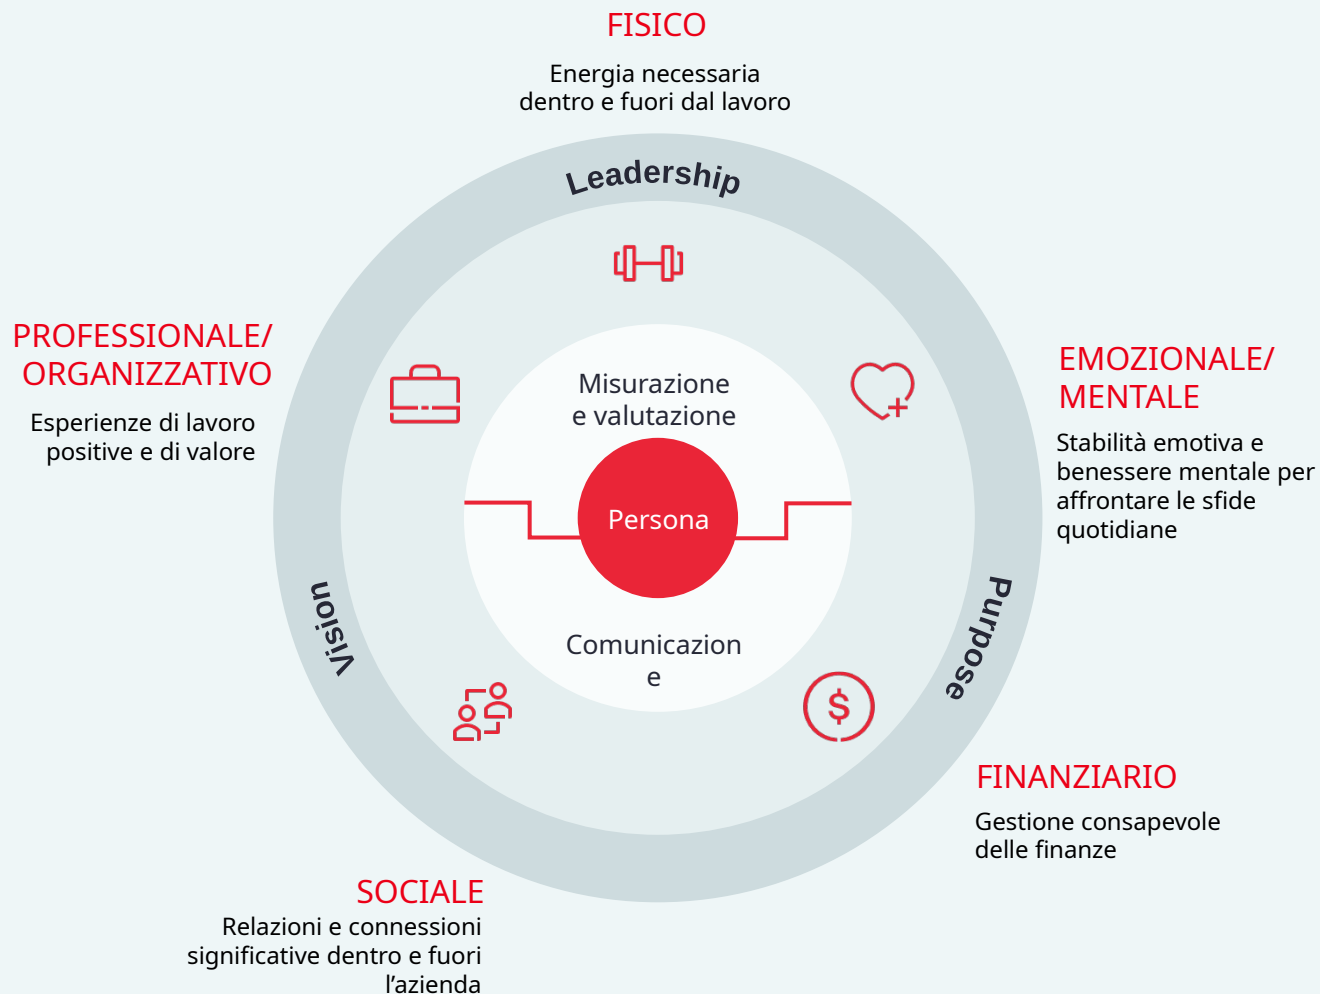 FISICO
Energia necessaria
dentro e fuori dal lavoro
Leadership
PROFESSIONALE/
ORGANIZZATIVO
Esperienze di lavoro
positive e di valore
EMOZIONALE/
MENTALE
Stabilità emotiva e
benessere mentale per
affrontare le sfide
quotidiane
Misurazione
e valutazione
Persona
Comunicazion
e
Vision
Purpose
$
FINANZIARIO
Gestione consapevole
delle finanze
SOCIALE
Relazioni e connessioni
significative dentro e fuori
l’azienda